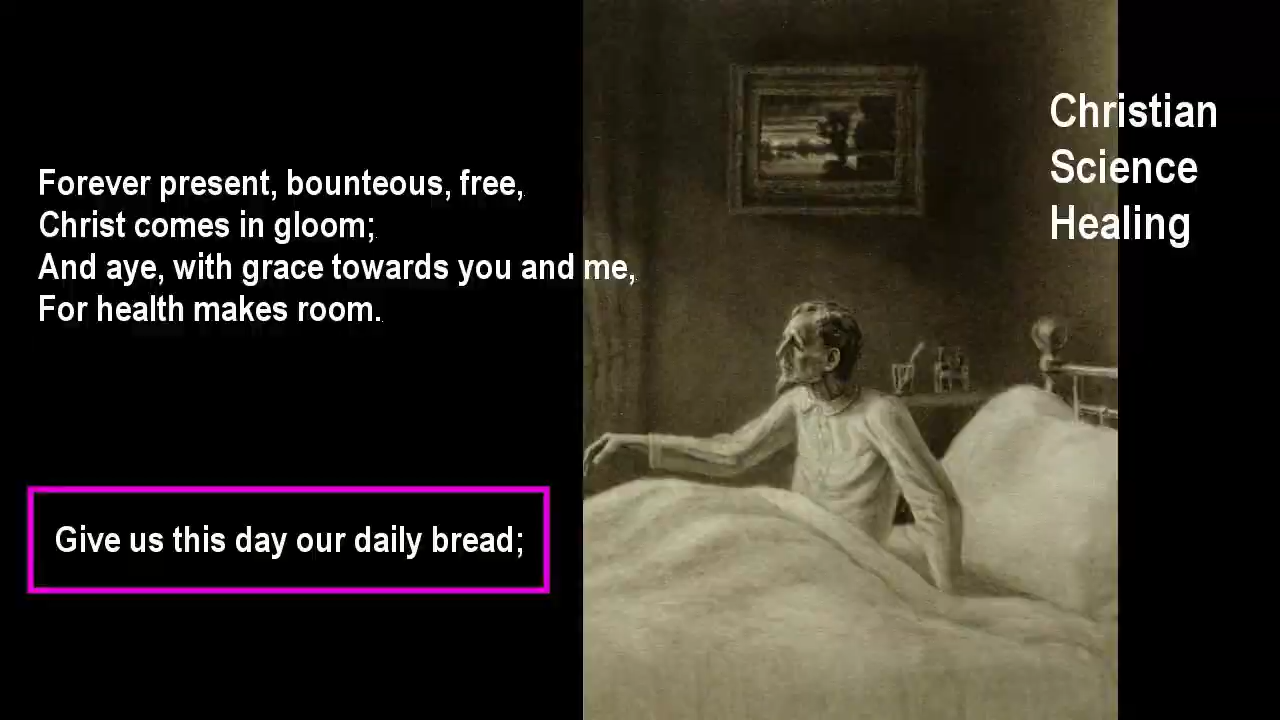 Forever present, bounteous, free,
Christ comes in gloom;
And aye, with grace towards you and me,
For health makes room.
Give us this day our daily bread;
Christian
Science
Healing